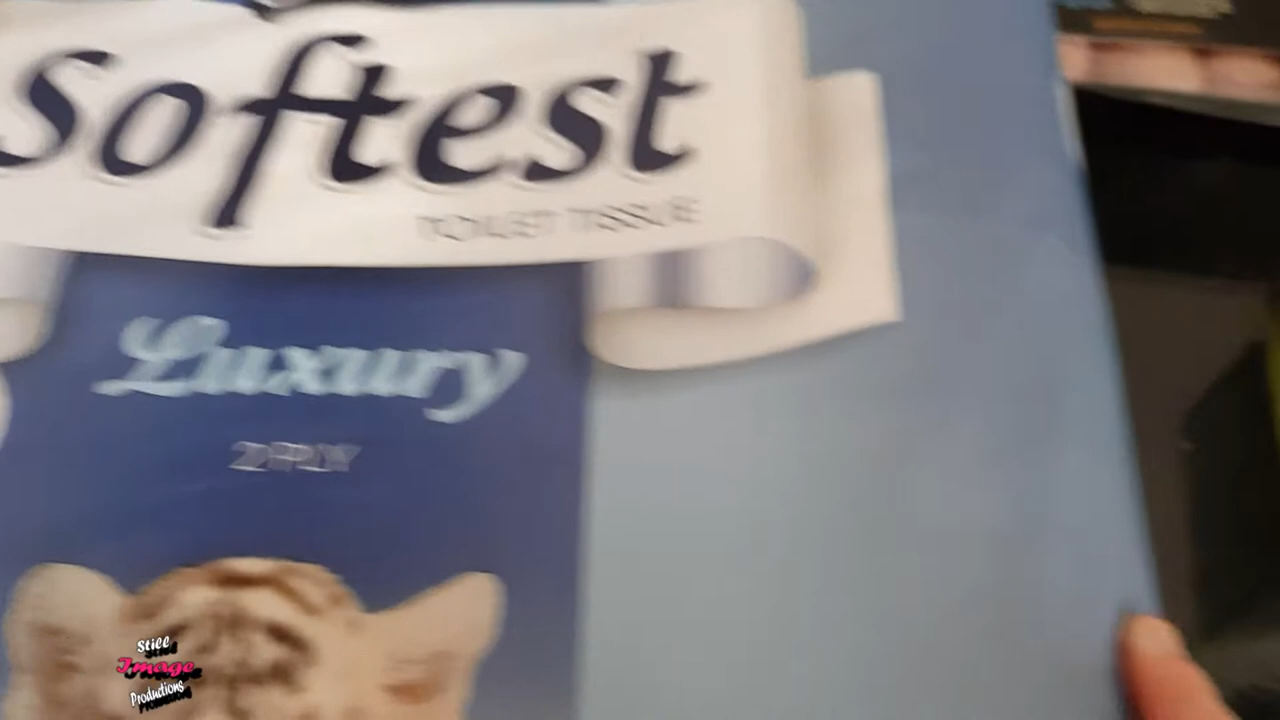 Softest
TOILET TISSUE
Luxury
2PLY
Still
Image
Productions